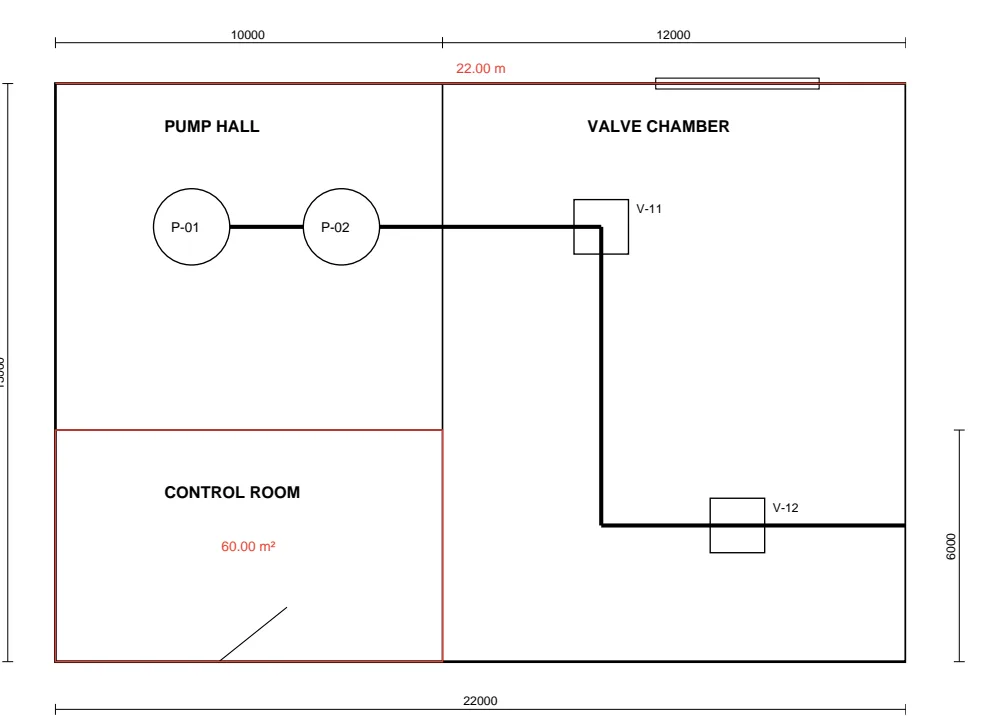 10000
12000
22.00 m
PUMP HALL
VALVE CHAMBER
P-01
P-02
V-11
CONTROL ROOM
V-12
60.00 m²
6000
22000